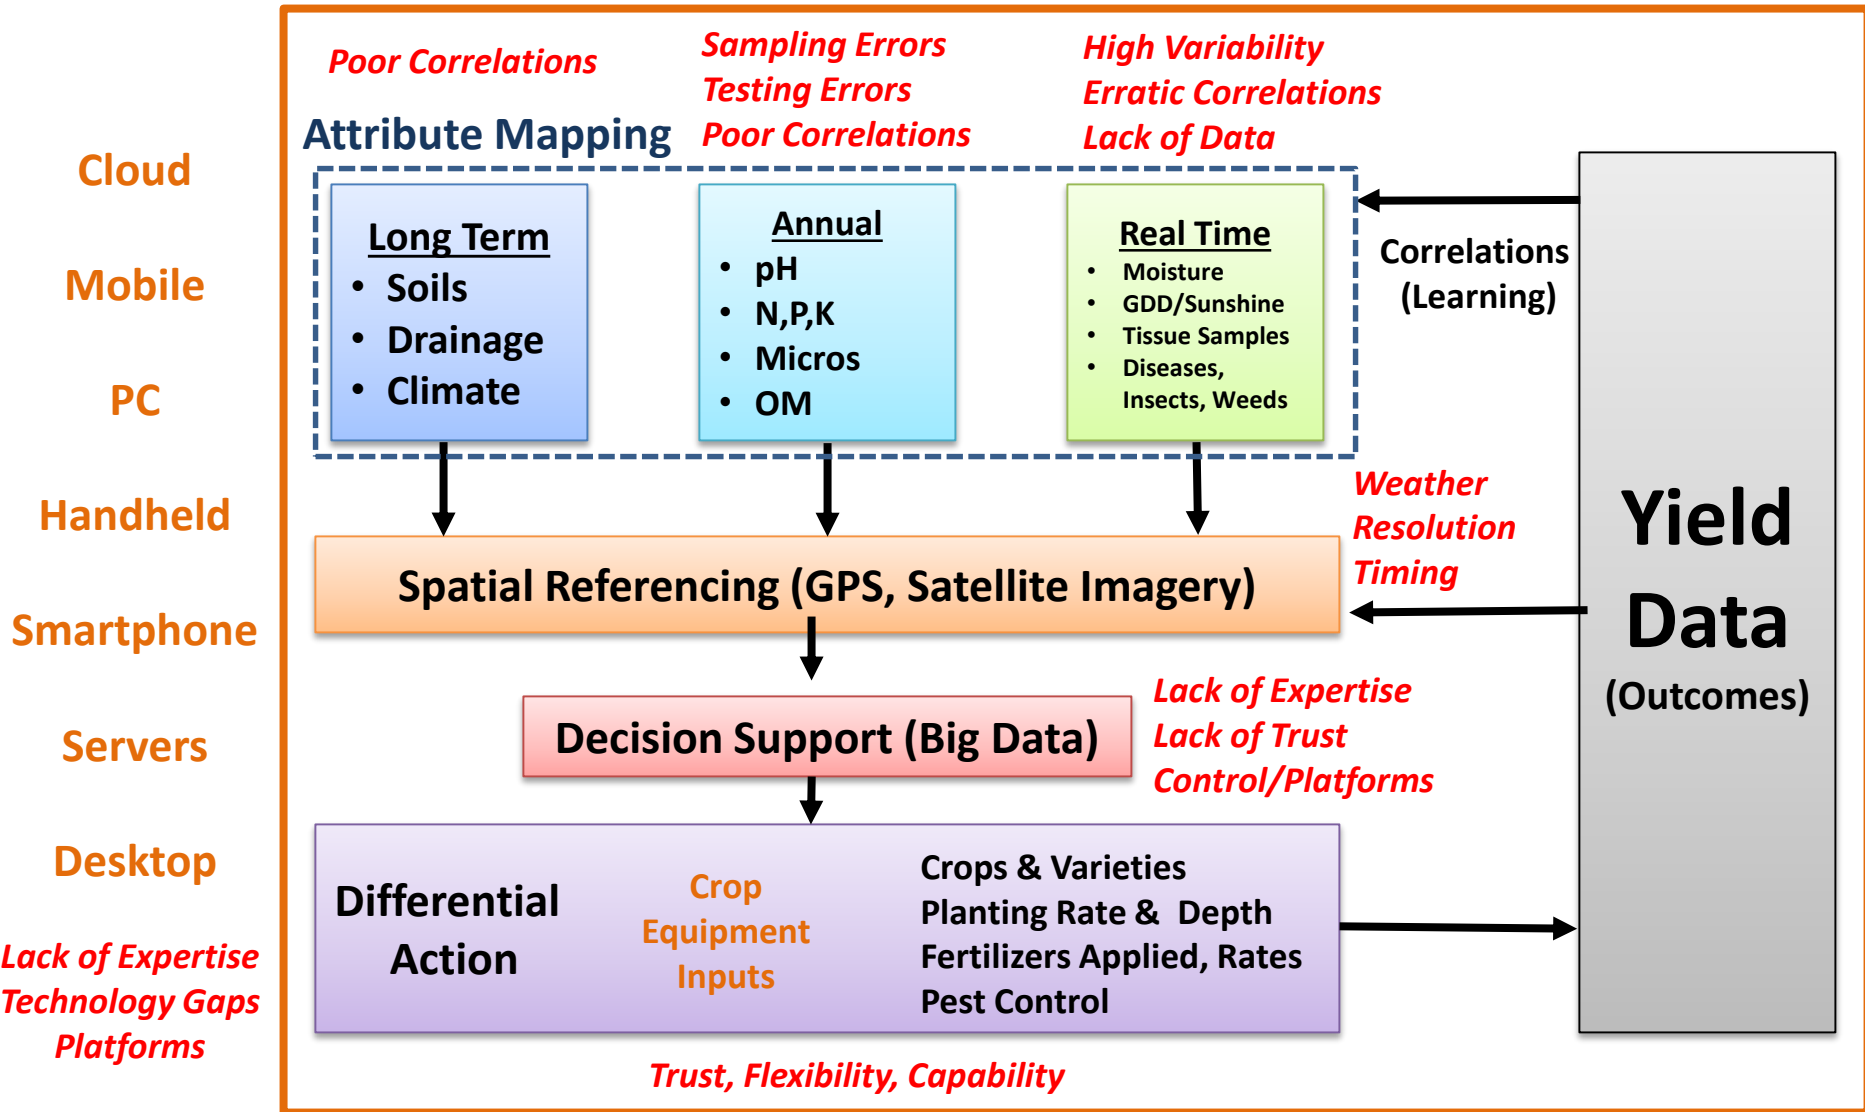 Cloud
Mobile
PC
Handheld
Smartphone
Servers
Desktop
Lack of Expertise
Technology Gaps
Platforms
Poor Correlations
Sampling Errors
Testing Errors
Poor Correlations
High Variability
Erratic Correlations
Lack of Data
Attribute Mapping
Long Term
• Soils
• Drainage
• Climate
Annual
• pH
• N,P,K
• Micros
• OM
Real Time
• Moisture
• GDD/Sunshine
• Tissue Samples
• Diseases,
Insects, Weeds
Correlations
(Learning)
Weather
Resolution
Timing
Spatial Referencing (GPS, Satellite Imagery)
Decision Support (Big Data)
Lack of Expertise
Lack of Trust
Control/Platforms
Differential
Action
Crop
Equipment
Inputs
Crops & Varieties
Planting Rate & Depth
Fertilizers Applied, Rates
Pest Control
Trust, Flexibility, Capability
Yield
Data
(Outcomes)